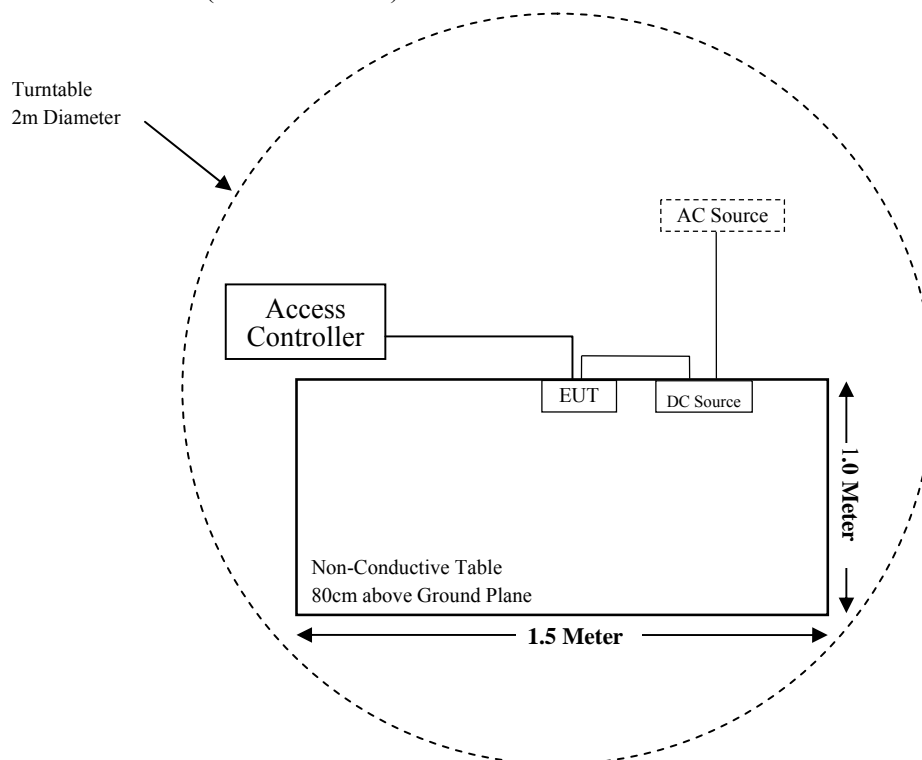 Turntable
2m Diameter
AC Source
Access
Controller
EUT
DC Source
1.0 Meter
Non-Conductive Table
80cm above Ground Plane
1.5 Meter